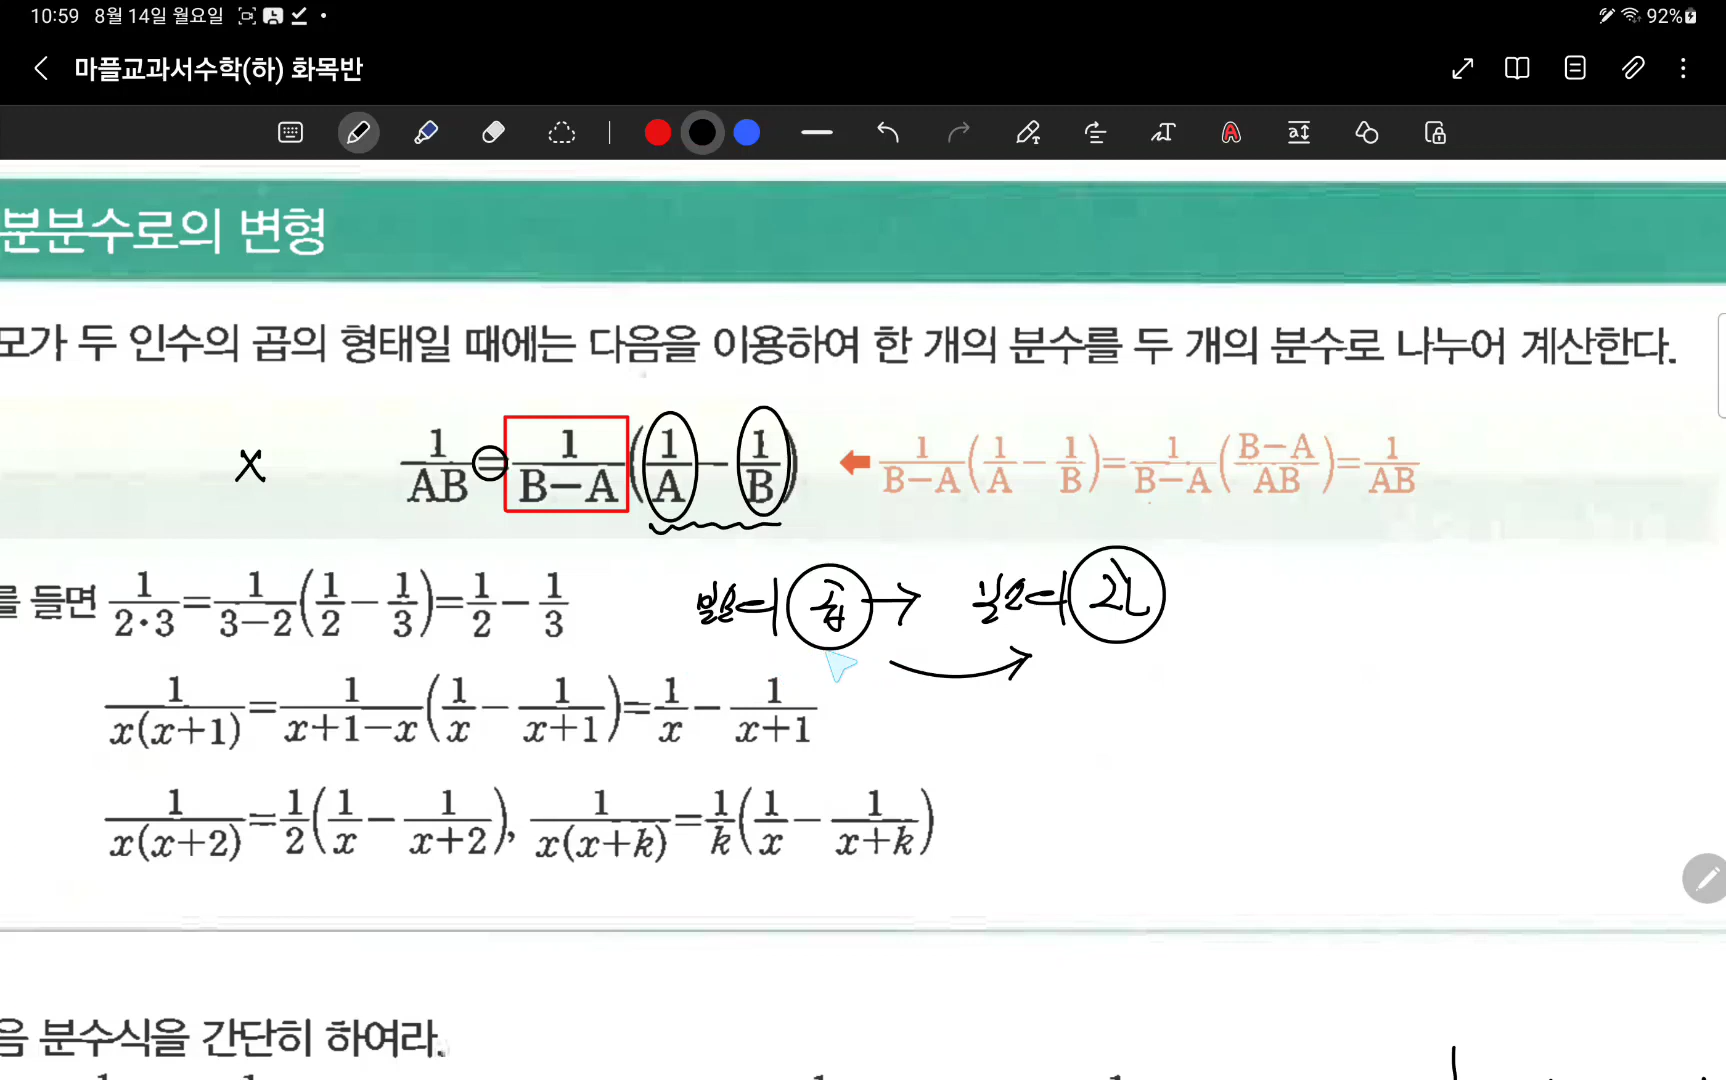 10:59 8월 14일 월요일 92%
마플교과서수학(하) 화목반
분분수로의 변형
모가 두 인수의 곱의 형태일 때에는 다음을 이용하여 한 개의 분수를 두 개의 분수로 나누어 계산한다.
x 1/AB = 1/(B-A) (1/A - 1/B) ← 1/(B-A) (1/A - 1/B) = 1/(B-A) ((B-A)/AB) = 1/AB
를 들면 1/(2·3) = 1/(3-2) (1/2 - 1/3) = 1/2 - 1/3
곱 →
1/(x(x+1)) = 1/(x+1-x) (1/x - 1/(x+1)) = 1/x - 1/(x+1)
1/(x(x+2)) = 1/2 (1/x - 1/(x+2)), 1/(x(x+k)) = 1/k (1/x - 1/(x+k))
음 분수식을 간단히 하여라.